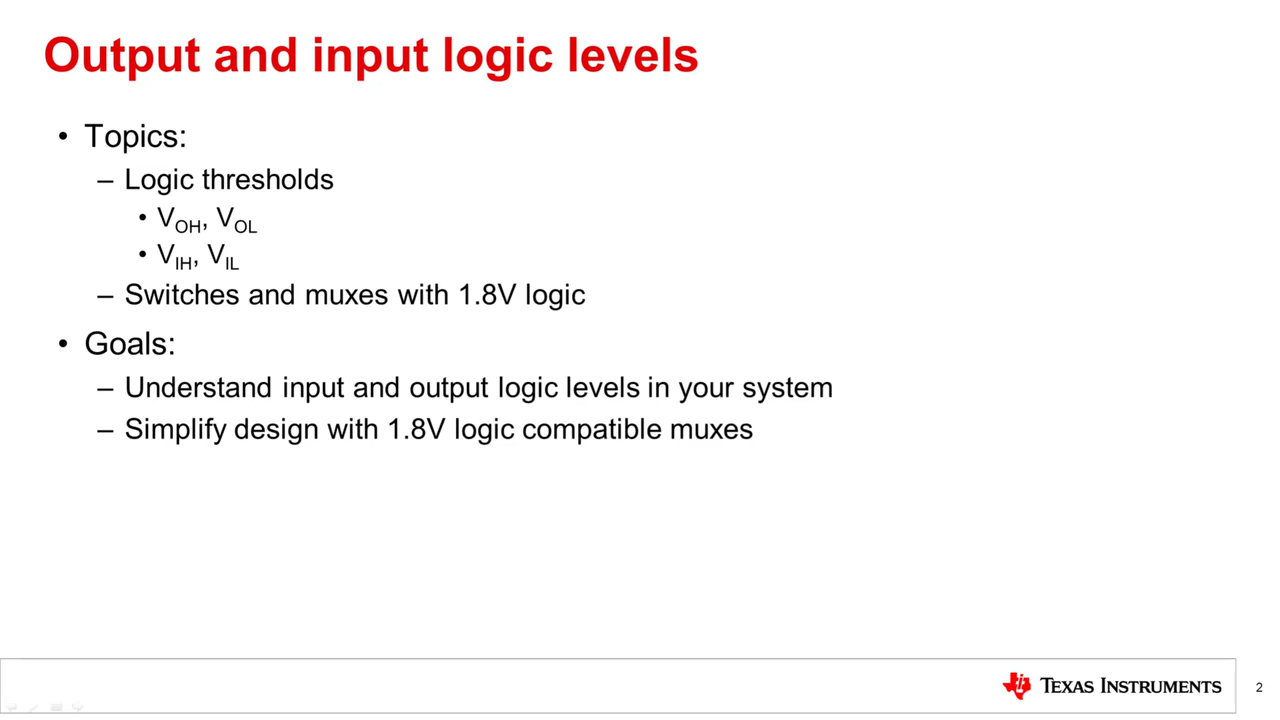 Output and input logic levels
• Topics:
– Logic thresholds
• VOH, VOL
• VIH, VIL
– Switches and muxes with 1.8V logic
• Goals:
– Understand input and output logic levels in your system
– Simplify design with 1.8V logic compatible muxes
TEXAS INSTRUMENTS
2